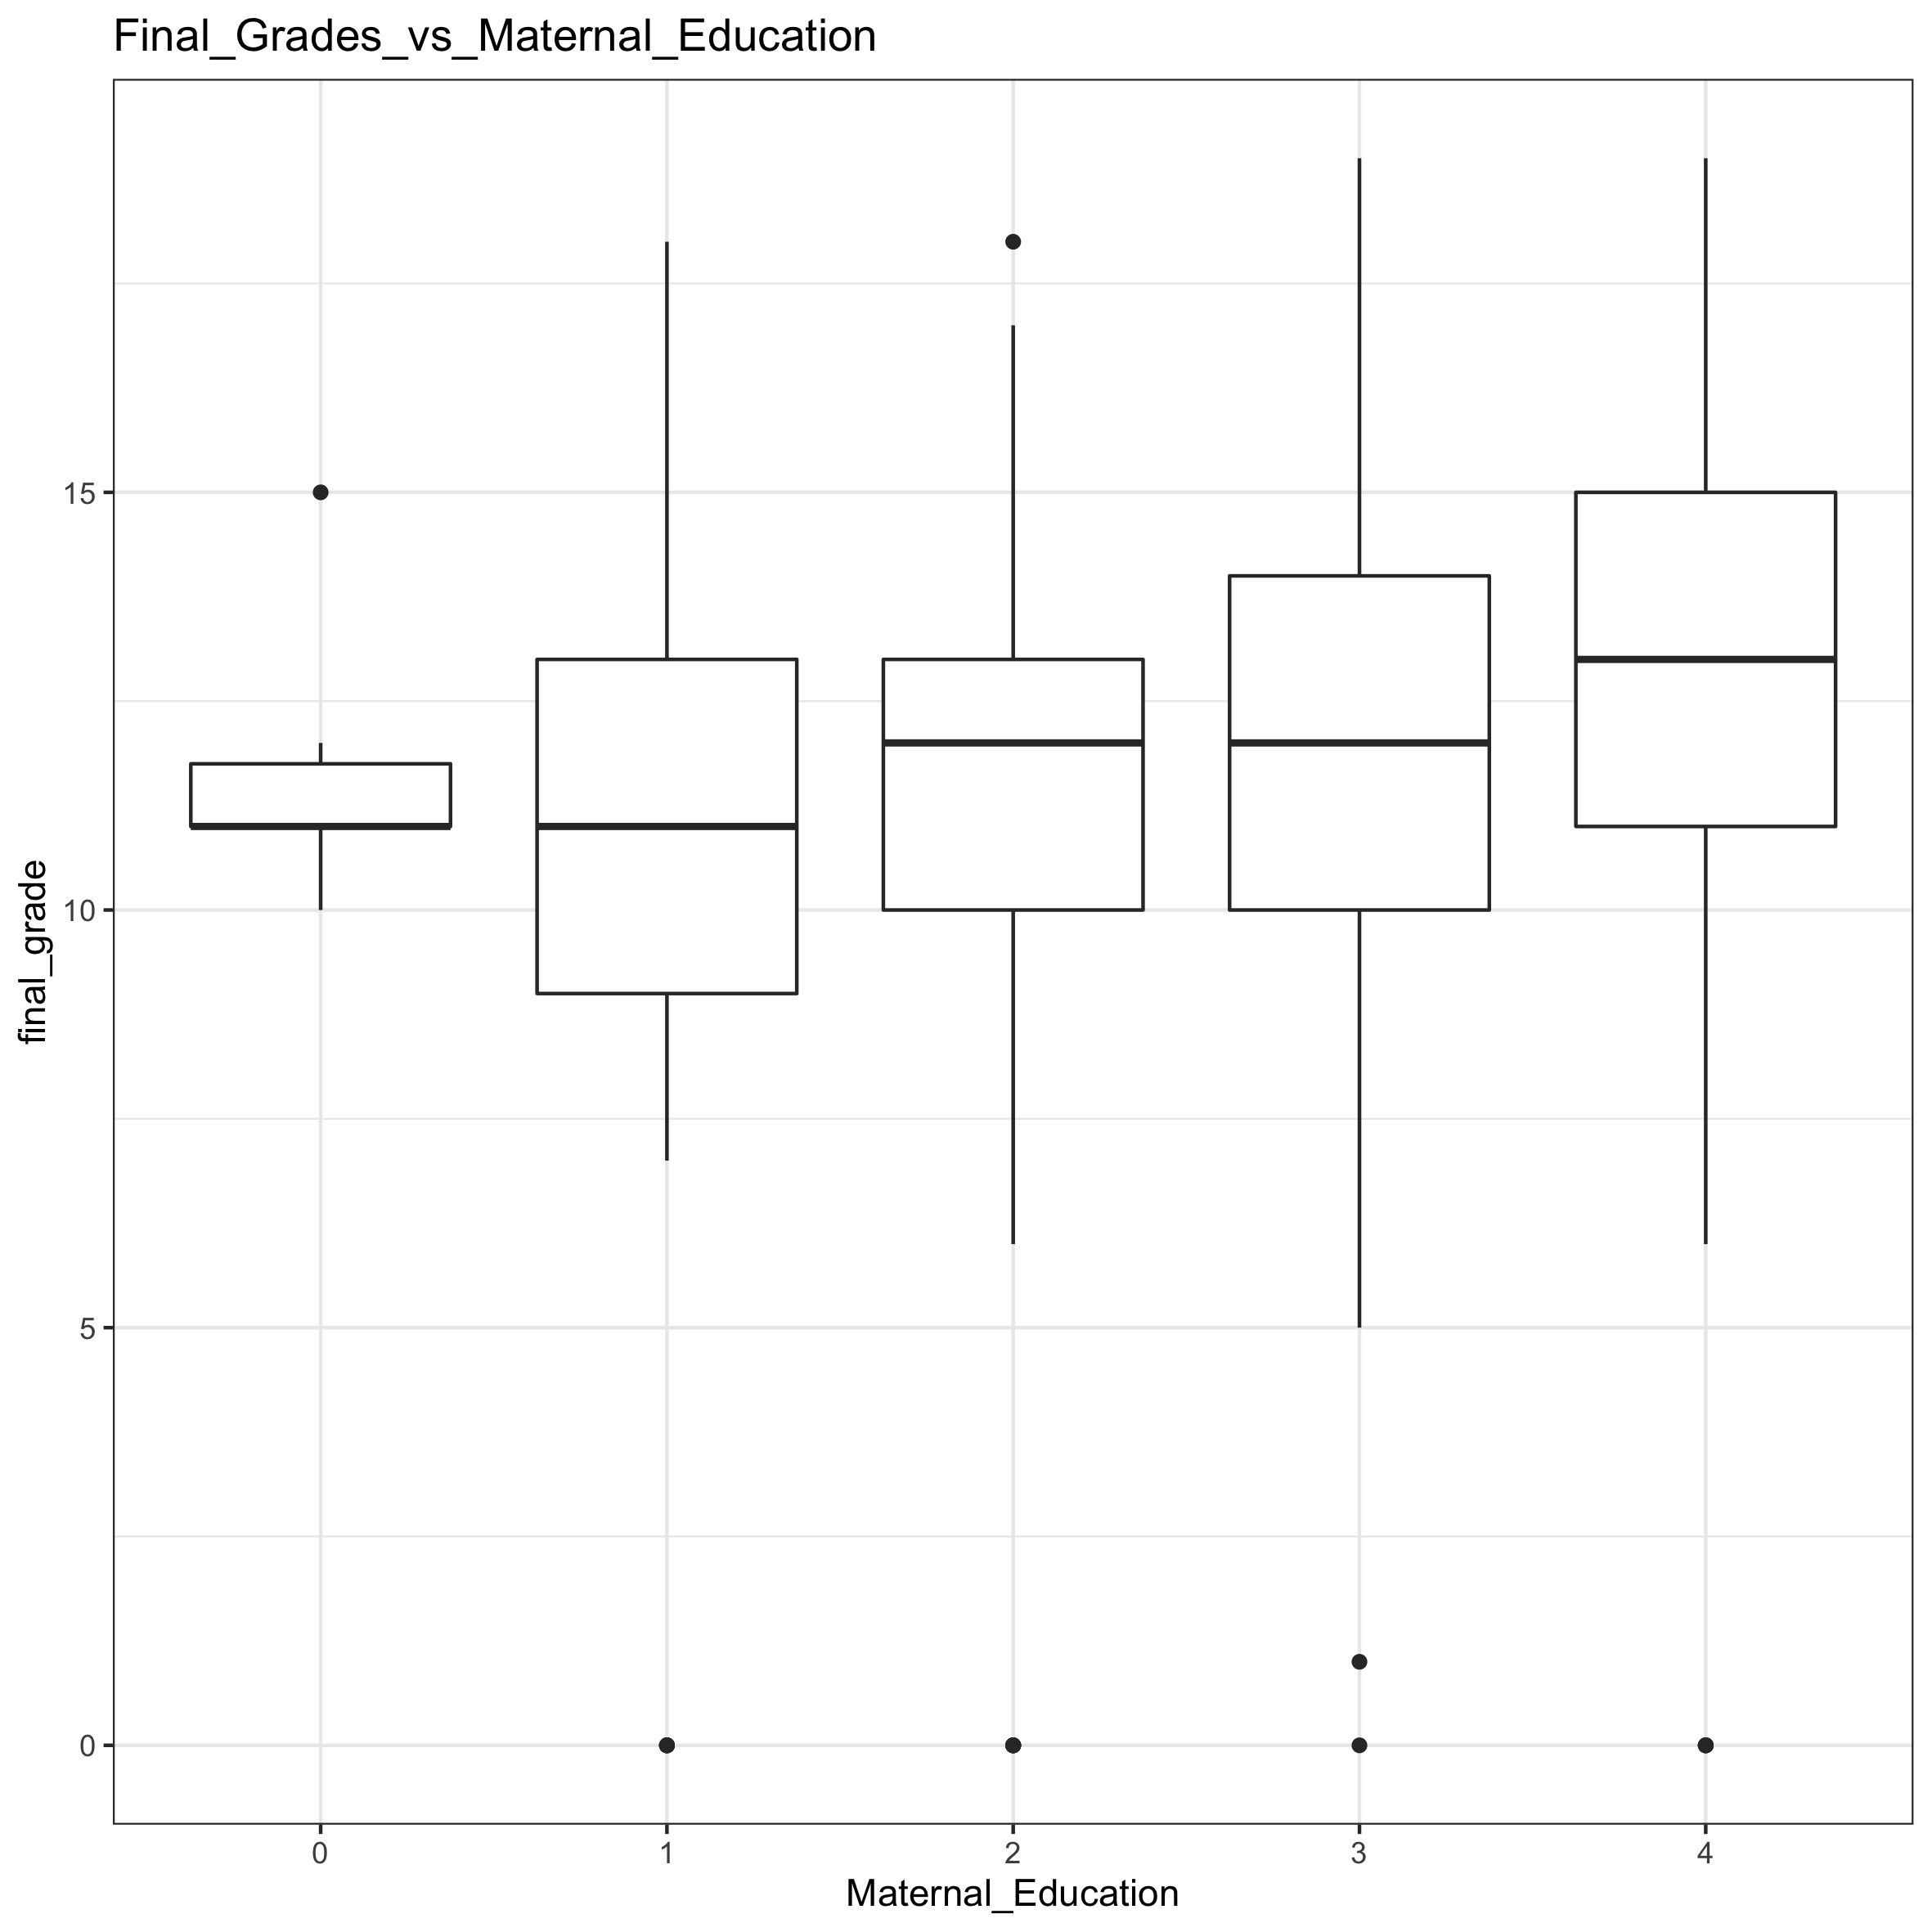 Final_Grades_vs_Maternal_Education
final_grade
15
10
5
0
0 1 2 3 4
Maternal_Education